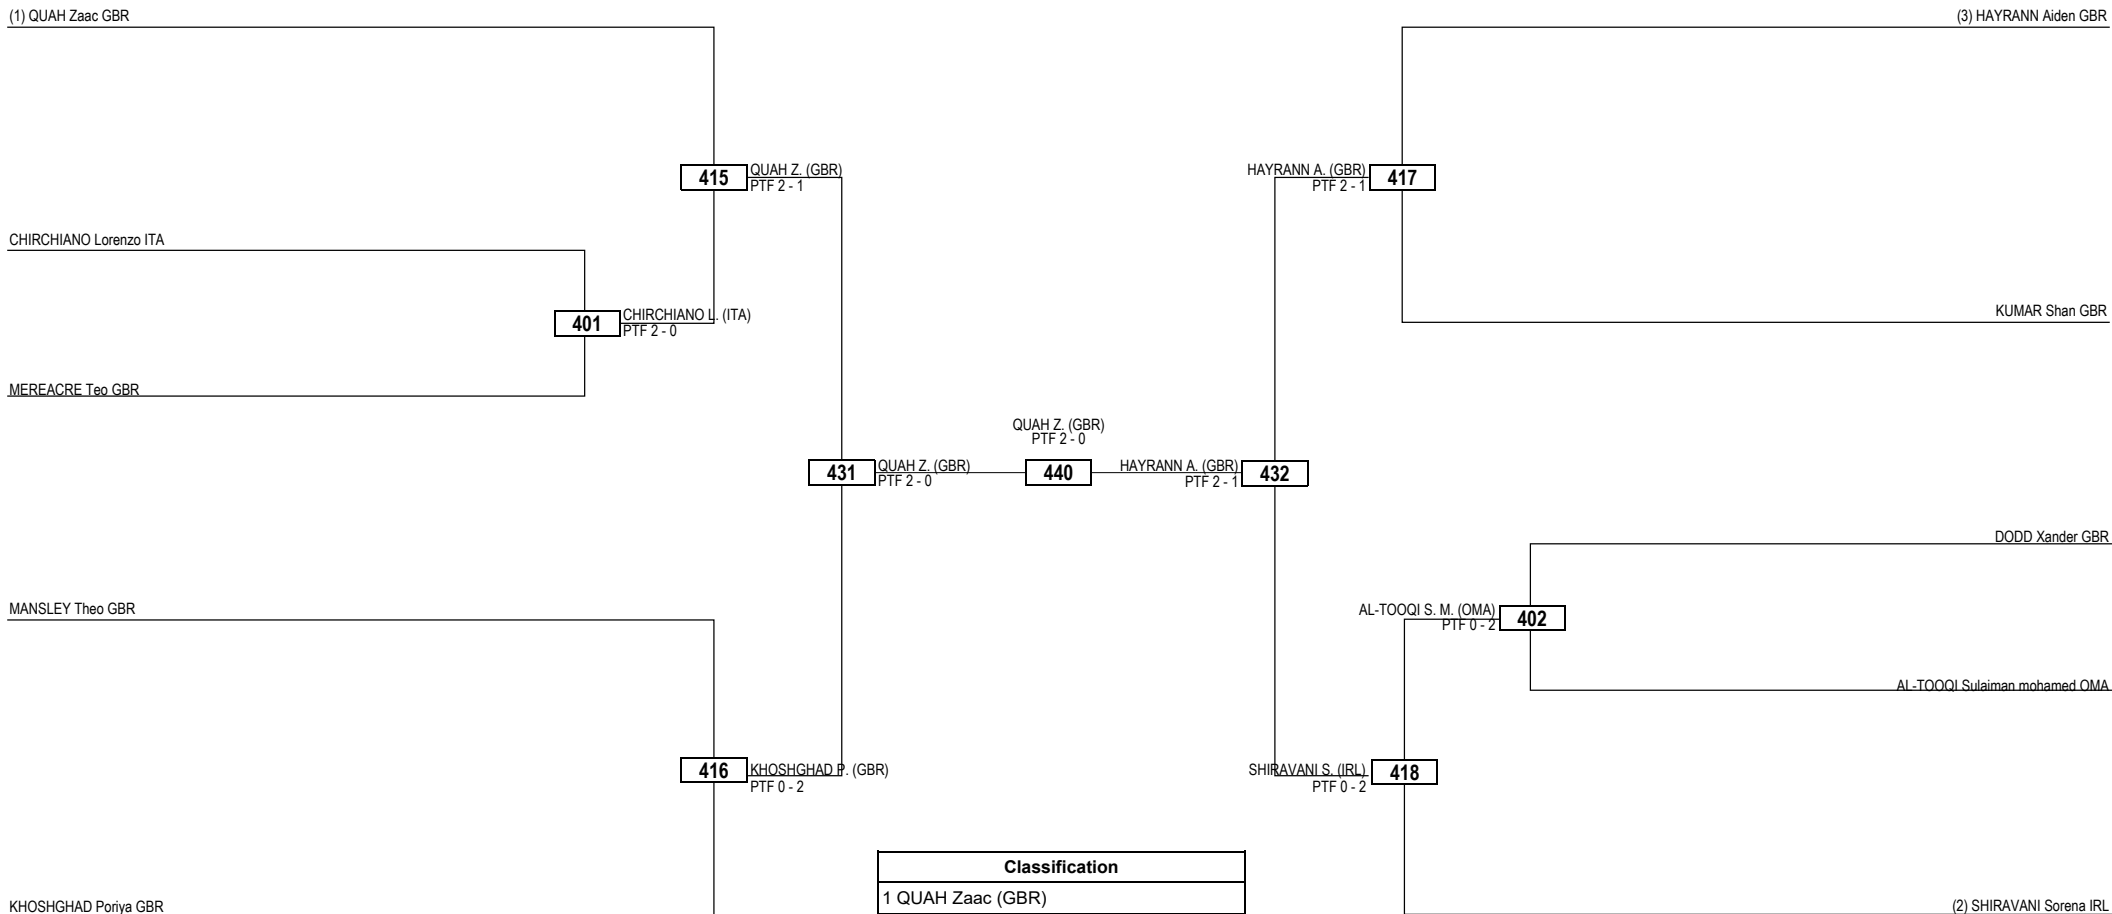 (1) QUAH Zaac GBR
(3) HAYRANN Aiden GBR
415
QUAH Z. (GBR)
PTF 2 - 1
HAYRANN A. (GBR)
PTF 2 - 1
417
CHIRCHIANO Lorenzo ITA
401
CHIRCHIANO L. (ITA)
PTF 2 - 0
KUMAR Shan GBR
MEREACRE Teo GBR
QUAH Z. (GBR)
PTF 2 - 0
431
QUAH Z. (GBR)
PTF 2 - 0
440
HAYRANN A. (GBR)
PTF 2 - 1
432
DODD Xander GBR
MANSLEY Theo GBR
AL-TOOQI S. M. (OMA)
PTF 0 - 2
402
AL-TOOQI Sulaiman mohamed OMA
416
KHOSHGHAD P. (GBR)
PTF 0 - 2
SHIRAVANI S. (IRL)
PTF 0 - 2
418
Classification
1 QUAH Zaac (GBR)
KHOSHGHAD Poriya GBR
(2) SHIRAVANI Sorena IRL